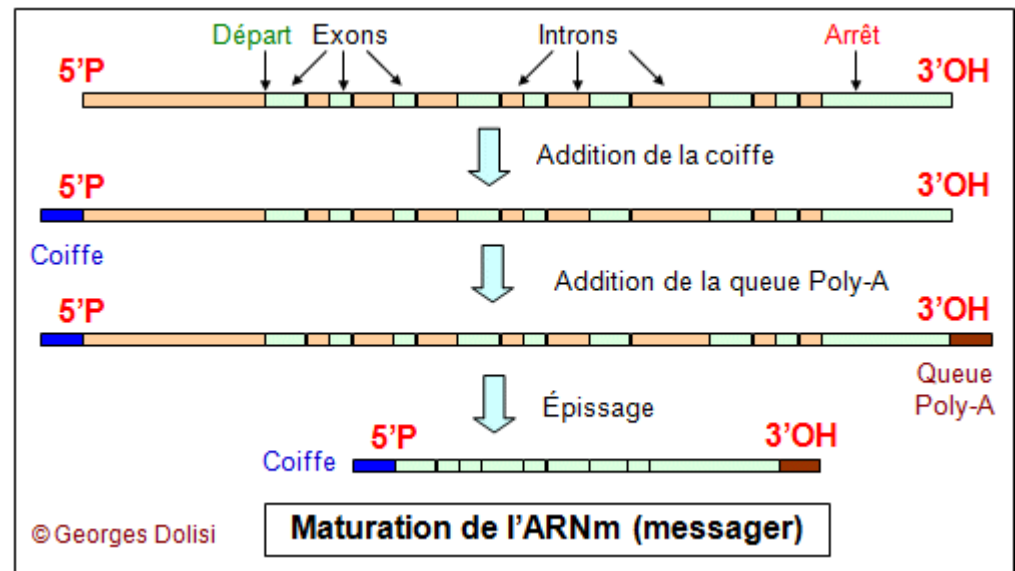 Départ Exons Introns Arrêt
5’P 3’OH
Addition de la coiffe
5’P 3’OH
Coiffe
Addition de la queue Poly-A
5’P 3’OH
Queue
Poly-A
Épissage
5’P 3’OH
Coiffe
Maturation de l’ARNm (messager)
© Georges Dolisi